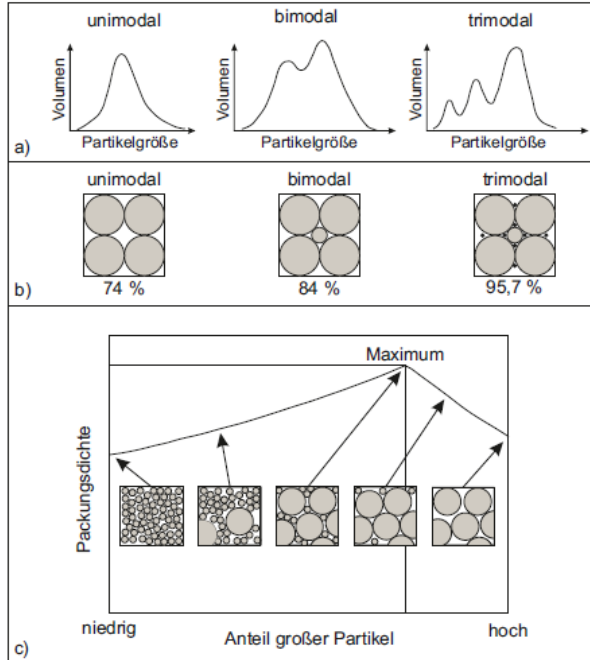 unimodal
bimodal
trimodal
Volumen
Volumen
Volumen
Partikelgröße
Partikelgröße
Partikelgröße
a)
unimodal
bimodal
trimodal
74 %
84 %
95,7 %
b)
Maximum
Packungsdichte
niedrig
Anteil großer Partikel
hoch
c)